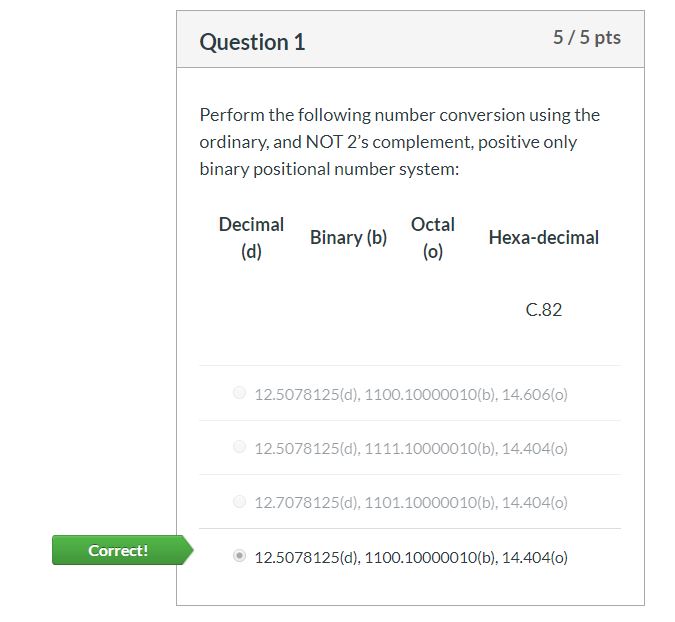 Question 1
5 / 5 pts
Perform the following number conversion using the
ordinary, and NOT 2's complement, positive only
binary positional number system:
Decimal
(d)
Binary (b)
Octal
(o)
Hexa-decimal
C.82
12.5078125(d), 1100.10000010(b), 14.606(o)
12.5078125(d), 1111.10000010(b), 14.404(o)
12.7078125(d), 1101.10000010(b), 14.404(o)
Correct!
12.5078125(d), 1100.10000010(b), 14.404(o)